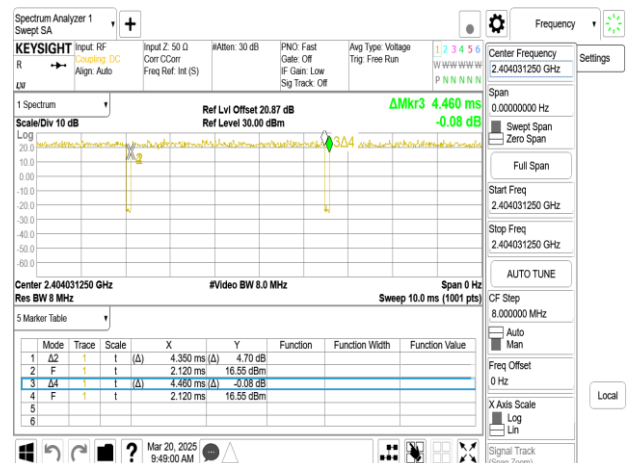 Spectrum Analyzer 1
Swept SA
Frequency
KEYSIGHT
R
LXI
Input: RF
Coupling: DC
Align: Auto
Input Z: 50 Ω
Corr CCorr
Freq Ref: Int (S)
#Atten: 30 dB
PNO: Fast
Gate: Off
IF Gain: Low
Sig Track: Off
Avg Type: Voltage
Trig: Free Run
1 2 3 4 5 6
W W W W W W
P N N N N N
Center Frequency
2.404031250 GHz
Settings
1 Spectrum
Scale/Div 10 dB
Ref Lvl Offset 20.87 dB
Ref Level 30.00 dBm
ΔMkr3 4.460 ms
-0.08 dB
Span
0.00000000 Hz
Swept Span
Zero Span
Log
20.0
10.0
0.00
-10.0
-20.0
-30.0
-40.0
-50.0
-60.0
X2
3Δ4
Full Span
Start Freq
2.404031250 GHz
Stop Freq
2.404031250 GHz
AUTO TUNE
Center 2.404031250 GHz
Res BW 8 MHz
#Video BW 8.0 MHz
Span 0 Hz
Sweep 10.0 ms (1001 pts)
CF Step
8.000000 MHz
Auto
Man
5 Marker Table
Mode Trace Scale X Y Function Function Width Function Value
1 Δ2 1 t (Δ) 4.350 ms (Δ) 4.70 dB
2 F 1 t 2.120 ms 16.55 dBm
3 Δ4 1 t (Δ) 4.460 ms (Δ) -0.08 dB
4 F 1 t 2.120 ms 16.55 dBm
5
6
Freq Offset
0 Hz
X Axis Scale
Log
Lin
Local
Signal Track
(Span Zoom)
?
Mar 20, 2025
9:49:00 AM